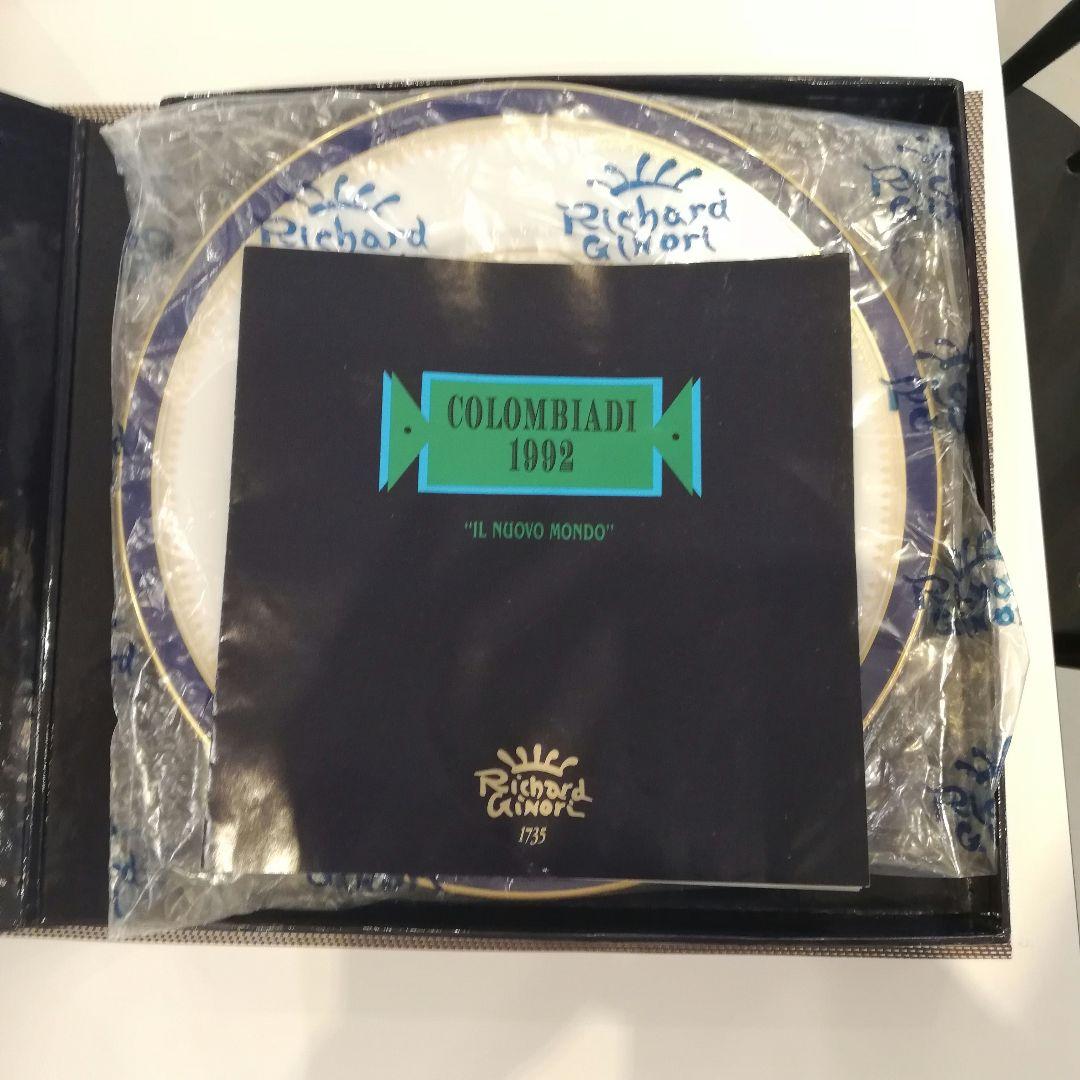 Richard
Richard
GINORI
COLOMBIADI
1992
"IL NUOVO MONDO"
Richard
GINORI
1735